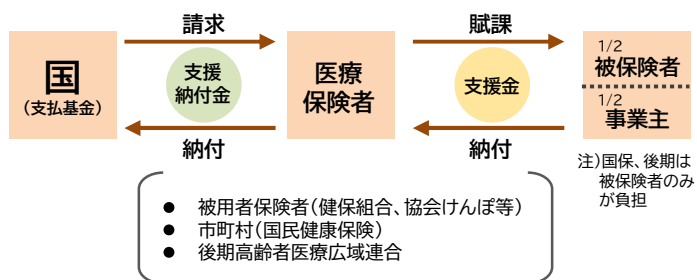 請求
賦課
国
(支払基金)
支援
納付金
医療
保険者
支援金
1/2
被保険者
1/2
事業主
納付
納付
注)国保、後期は
被保険者のみ
が負担
● 被用者保険者(健保組合、協会けんぽ等)
● 市町村(国民健康保険)
● 後期高齢者医療広域連合